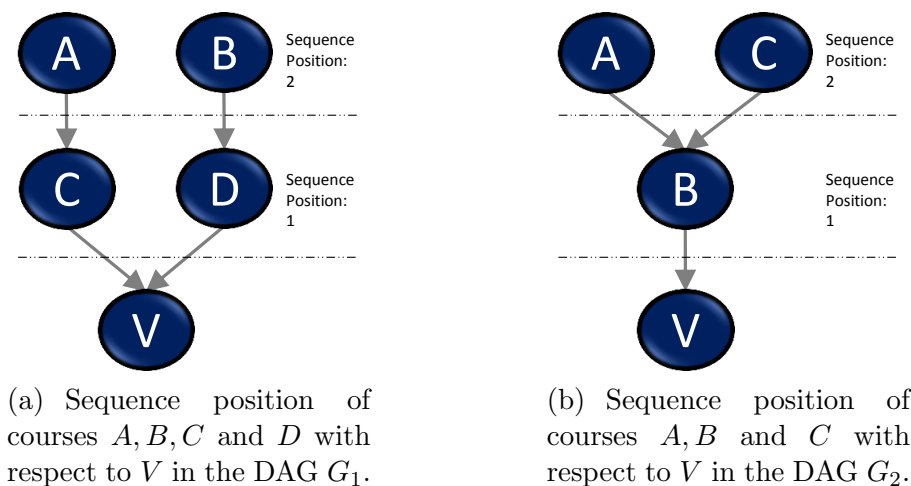 A
B
Sequence
Position:
2
C
D
Sequence
Position:
1
V
(a) Sequence position of
courses A, B, C and D with
respect to V in the DAG G₁.
A
C
Sequence
Position:
2
B
Sequence
Position:
1
V
(b) Sequence position of
courses A, B and C with
respect to V in the DAG G₂.